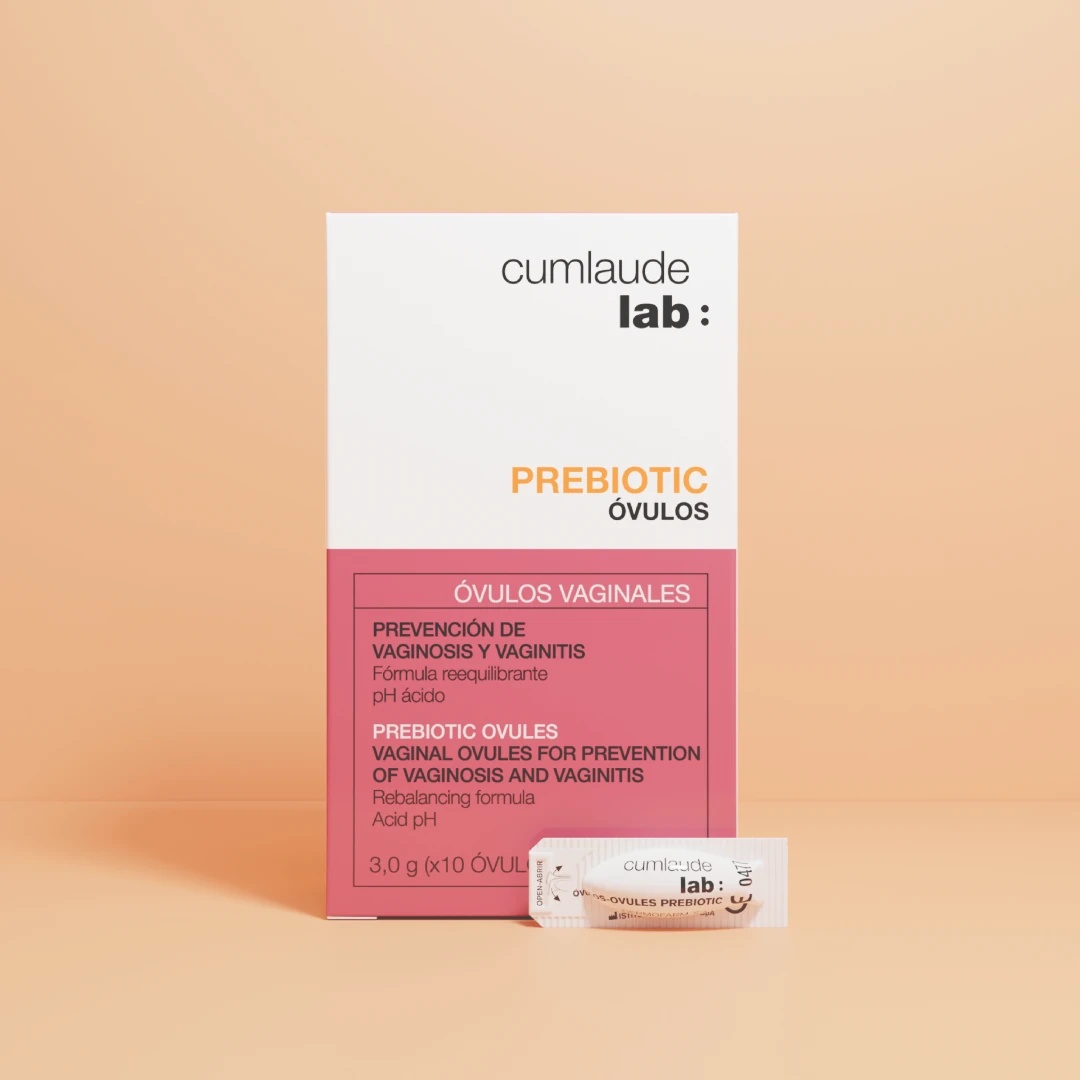 cumlaude
lab:
PREBIOTIC
ÓVULOS
ÓVULOS VAGINALES
PREVENCIÓN DE
VAGINOSIS Y VAGINITIS
Fórmula reequilibrante
pH ácido
PREBIOTIC OVULES
VAGINAL OVULES FOR PREVENTION
OF VAGINOSIS AND VAGINITIS
Rebalancing formula
Acid pH
3,0 g (x10
OPEN-ABRIR
cumlaude
lab:
OVULES PREBIOTIC
CE 0477